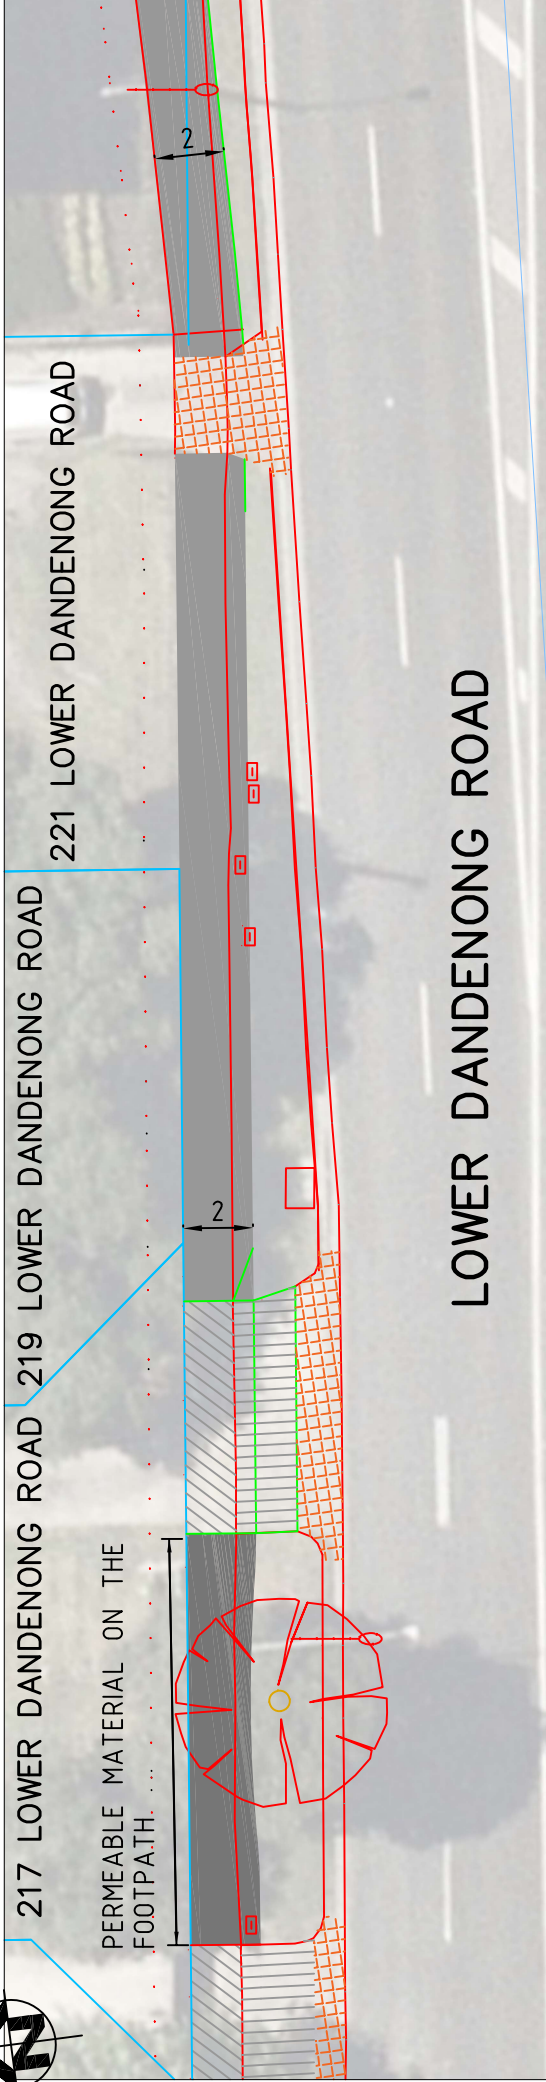 2
221 LOWER DANDENONG ROAD
LOWER DANDENONG ROAD
219 LOWER DANDENONG ROAD
2
217 LOWER DANDENONG ROAD
PERMEABLE MATERIAL ON THE
FOOTPATH ...
N